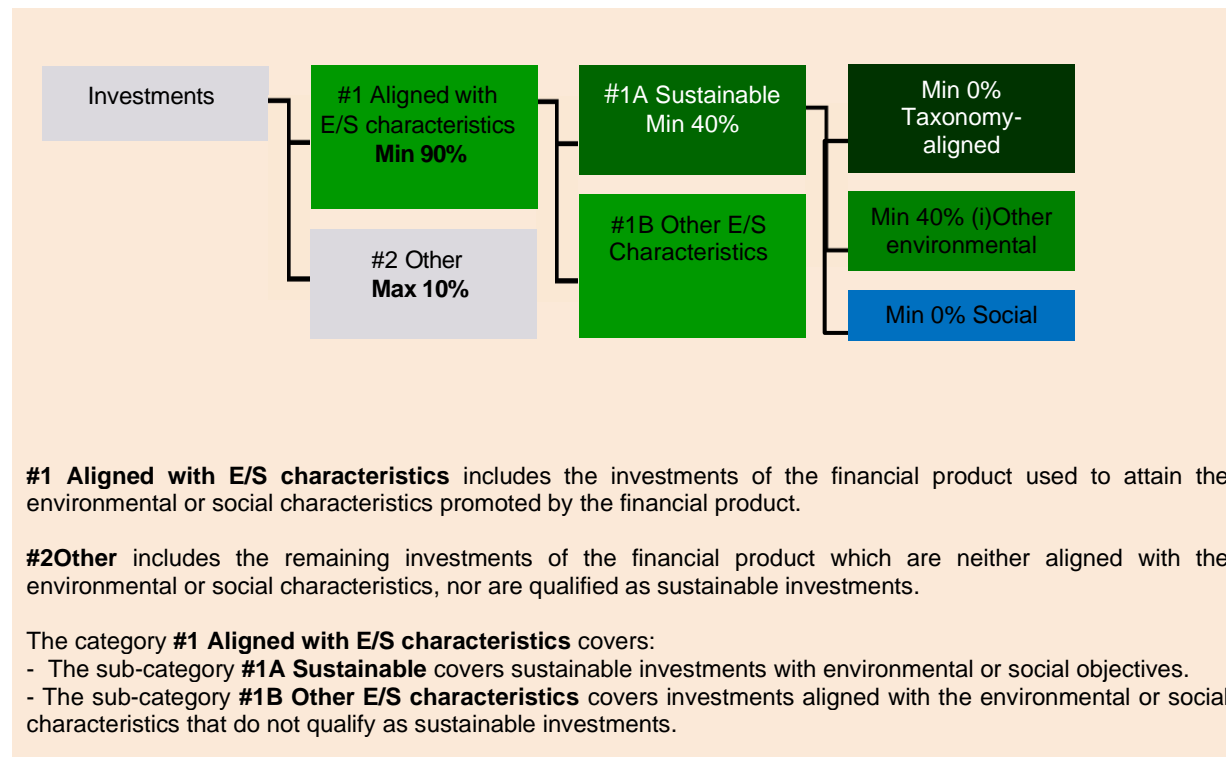 Investments
#1 Aligned with
E/S characteristics
Min 90%
#2 Other
Max 10%
#1A Sustainable
Min 40%
#1B Other E/S
Characteristics
Min 0%
Taxonomy-
aligned
Min 40% (i)Other
environmental
Min 0% Social
#1 Aligned with E/S characteristics includes the investments of the financial product used to attain the
environmental or social characteristics promoted by the financial product.
#2Other includes the remaining investments of the financial product which are neither aligned with the
environmental or social characteristics, nor are qualified as sustainable investments.
The category #1 Aligned with E/S characteristics covers:
- The sub-category #1A Sustainable covers sustainable investments with environmental or social objectives.
- The sub-category #1B Other E/S characteristics covers investments aligned with the environmental or social
characteristics that do not qualify as sustainable investments.